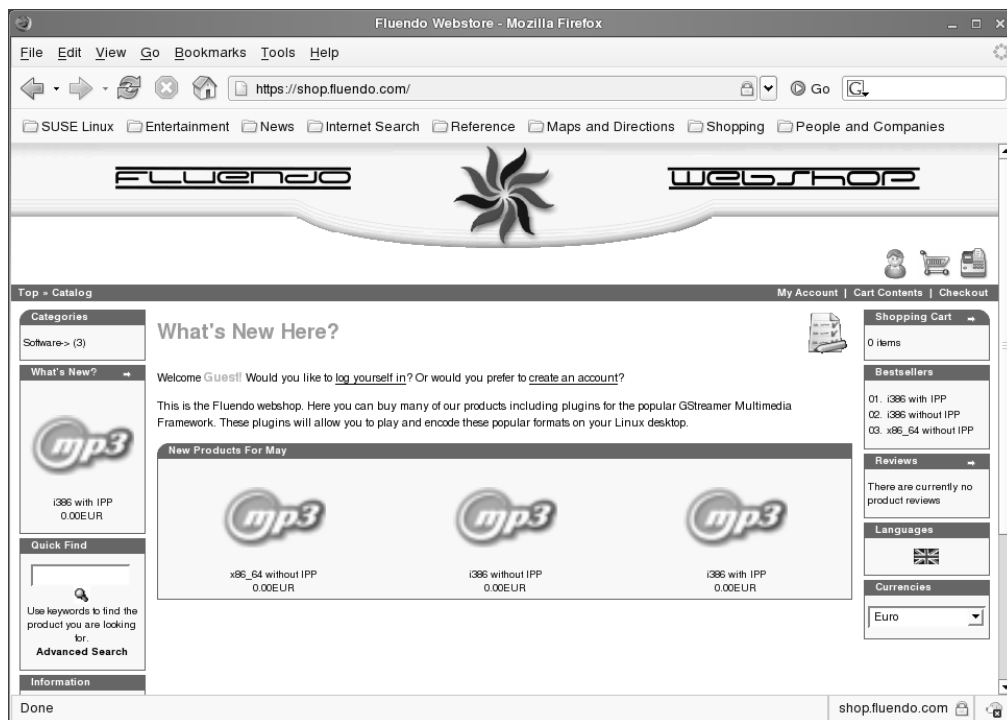 Fluendo Webstore - Mozilla Firefox
File Edit View Go Bookmarks Tools Help
https://shop.fluendo.com/
Go
G
SUSE Linux Entertainment News Internet Search Reference Maps and Directions Shopping People and Companies
FLUENDO WEBSHOP
Top » Catalog
My Account | Cart Contents | Checkout
Categories
Software-> (3)
What's New?
mp3
i386 with IPP
0.00EUR
Quick Find
Use keywords to find the
product you are looking
for.
Advanced Search
Information
What's New Here?
Welcome Guest! Would you like to log yourself in? Or would you prefer to create an account?
This is the Fluendo webshop. Here you can buy many of our products including plugins for the popular GStreamer Multimedia
Framework. These plugins will allow you to play and encode these popular formats on your Linux desktop.
New Products For May
mp3 mp3 mp3
x86_64 without IPP i386 without IPP i386 with IPP
0.00EUR 0.00EUR 0.00EUR
Shopping Cart
0 items
Bestsellers
01. i386 with IPP
02. i386 without IPP
03. x86_64 without IPP
Reviews
There are currently no
product reviews
Languages
Currencies
Euro
Done
shop.fluendo.com